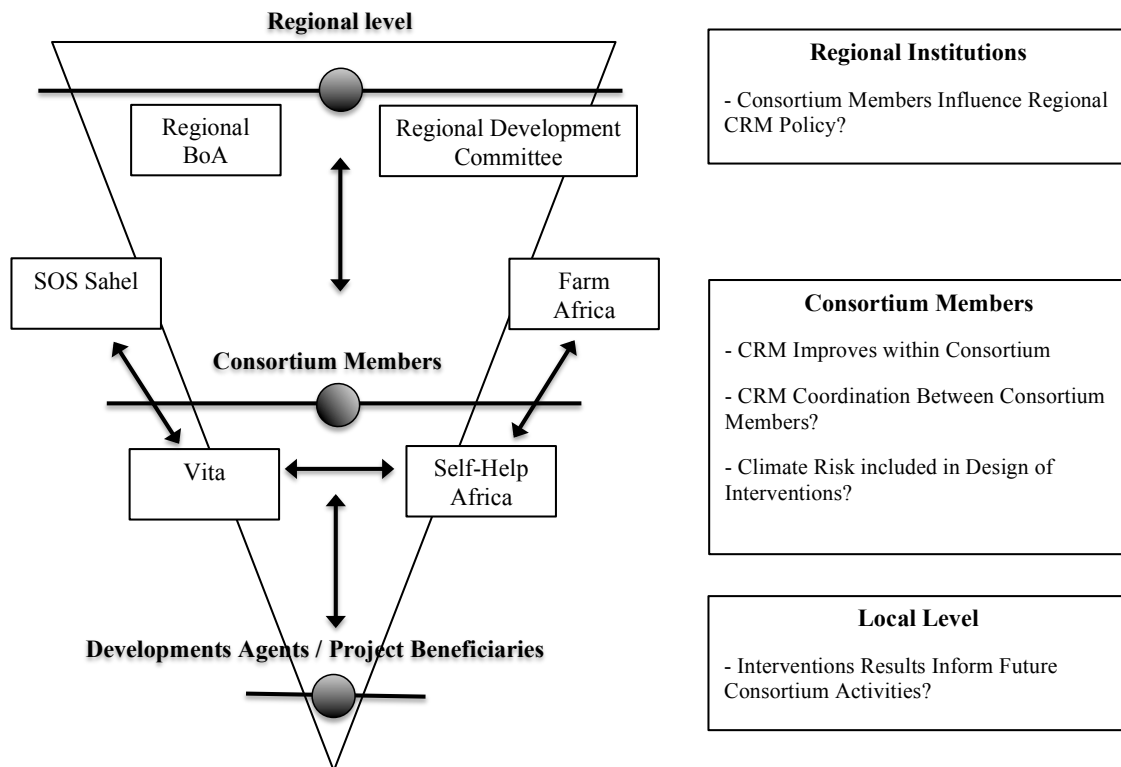 Regional level
Regional
BoA
Regional Development
Committee
SOS Sahel
Farm
Africa
Consortium Members
Vita
Self-Help
Africa
Developments Agents / Project Beneficiaries
Regional Institutions
- Consortium Members Influence Regional
CRM Policy?
Consortium Members
- CRM Improves within Consortium
- CRM Coordination Between Consortium
Members?
- Climate Risk included in Design of
Interventions?
Local Level
- Interventions Results Inform Future
Consortium Activities?